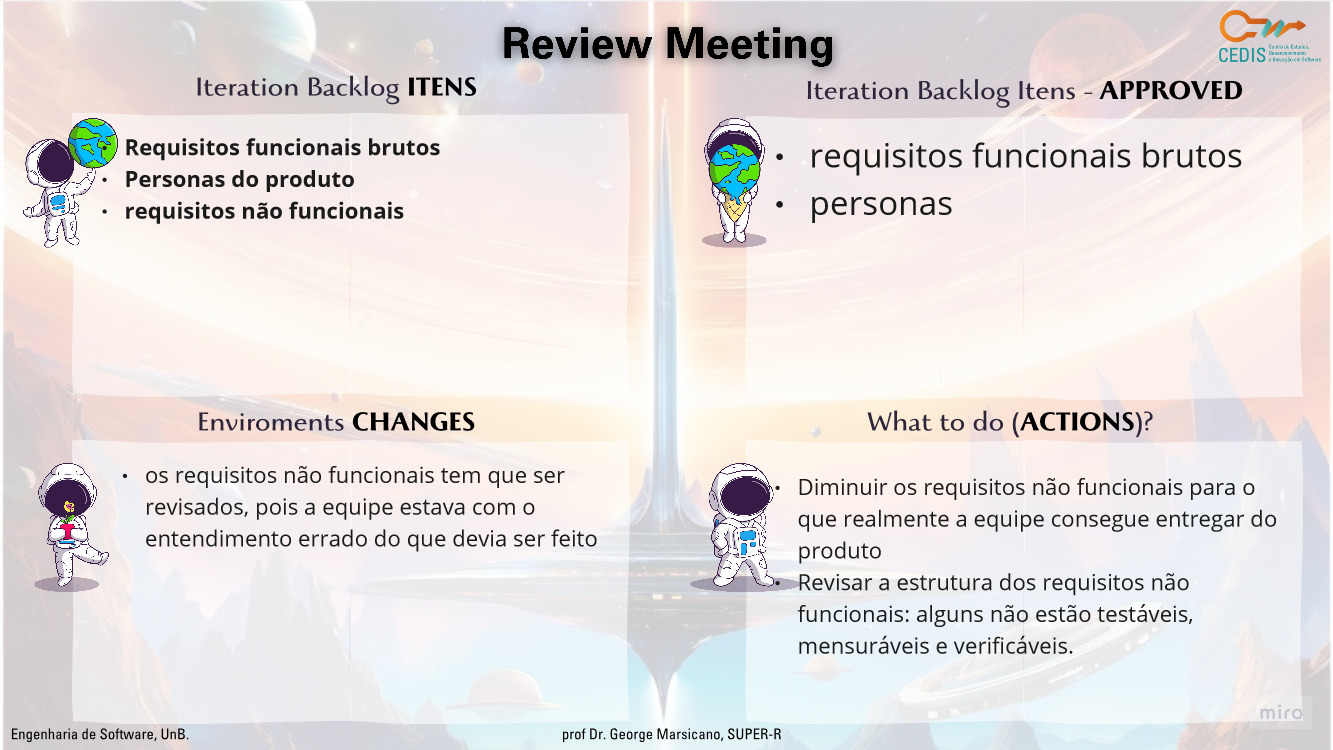 Review Meeting
CEDIS
Centro de Estudos,
Desenvolvimento
e Inovação em Software
Iteration Backlog ITENS
Requisitos funcionais brutos
Personas do produto
requisitos não funcionais
Iteration Backlog Itens - APPROVED
requisitos funcionais brutos
personas
Enviroments CHANGES
os requisitos não funcionais tem que ser
revisados, pois a equipe estava com o
entendimento errado do que devia ser feito
What to do (ACTIONS)?
Diminuir os requisitos não funcionais para o
que realmente a equipe consegue entregar do
produto
Revisar a estrutura dos requisitos não
funcionais: alguns não estão testáveis,
mensuráveis e verificáveis.
miro
Engenharia de Software, UnB.
prof Dr. George Marsicano, SUPER-R